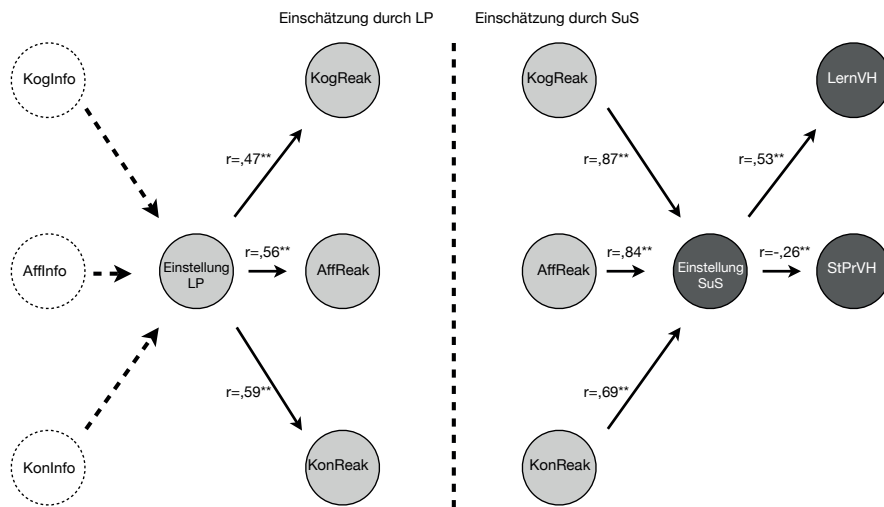 Einschätzung durch LP
Einschätzung durch SuS
KogInfo
KogReak
KogReak
LernVH
r=,47**
r=,87**
r=,53**
AffInfo
Einstellung
LP
r=,56**
AffReak
AffReak
r=,84**
Einstellung
SuS
r=-,26**
StPrVH
r=,59**
r=,69**
KonInfo
KonReak
KonReak